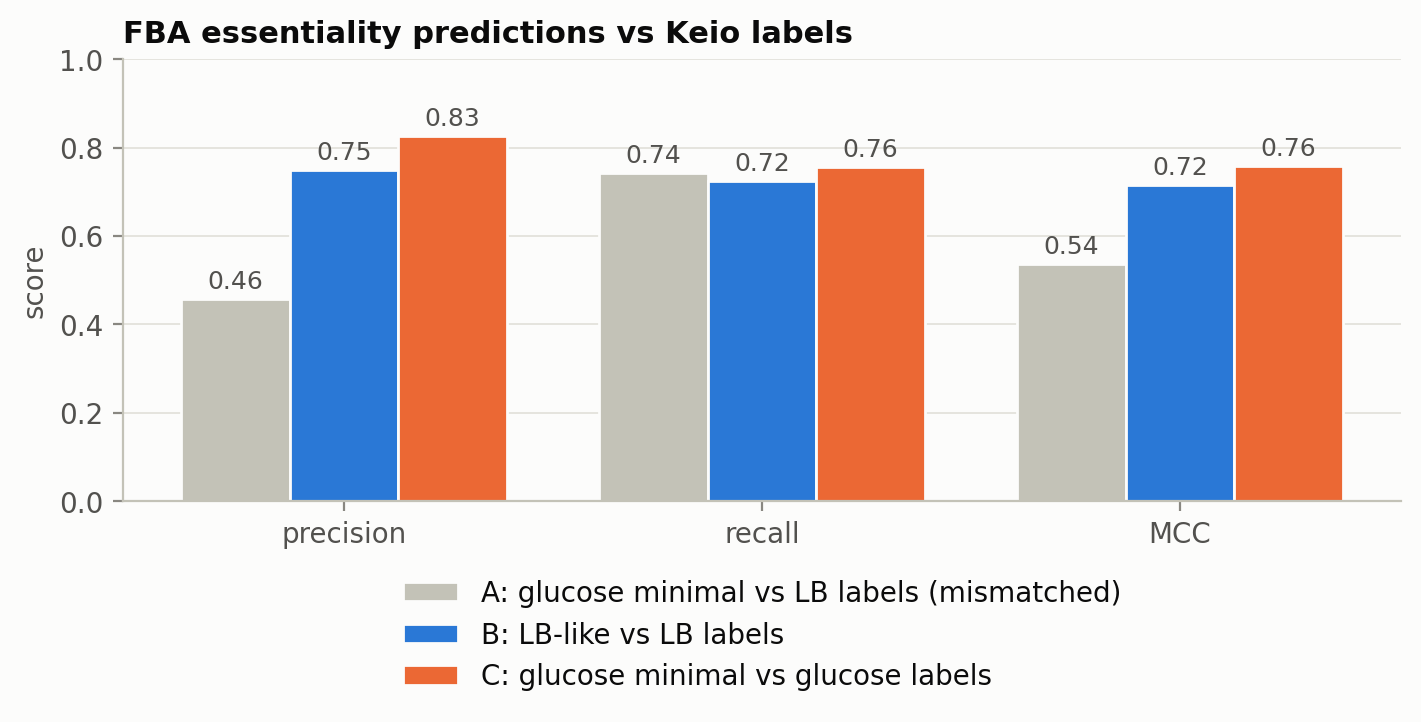 FBA essentiality predictions vs Keio labels
1.0
0.8
0.6
0.4
0.2
0.0
score
0.46
0.75
0.83
0.74
0.72
0.76
0.54
0.72
0.76
precision
recall
MCC
A: glucose minimal vs LB labels (mismatched)
B: LB-like vs LB labels
C: glucose minimal vs glucose labels